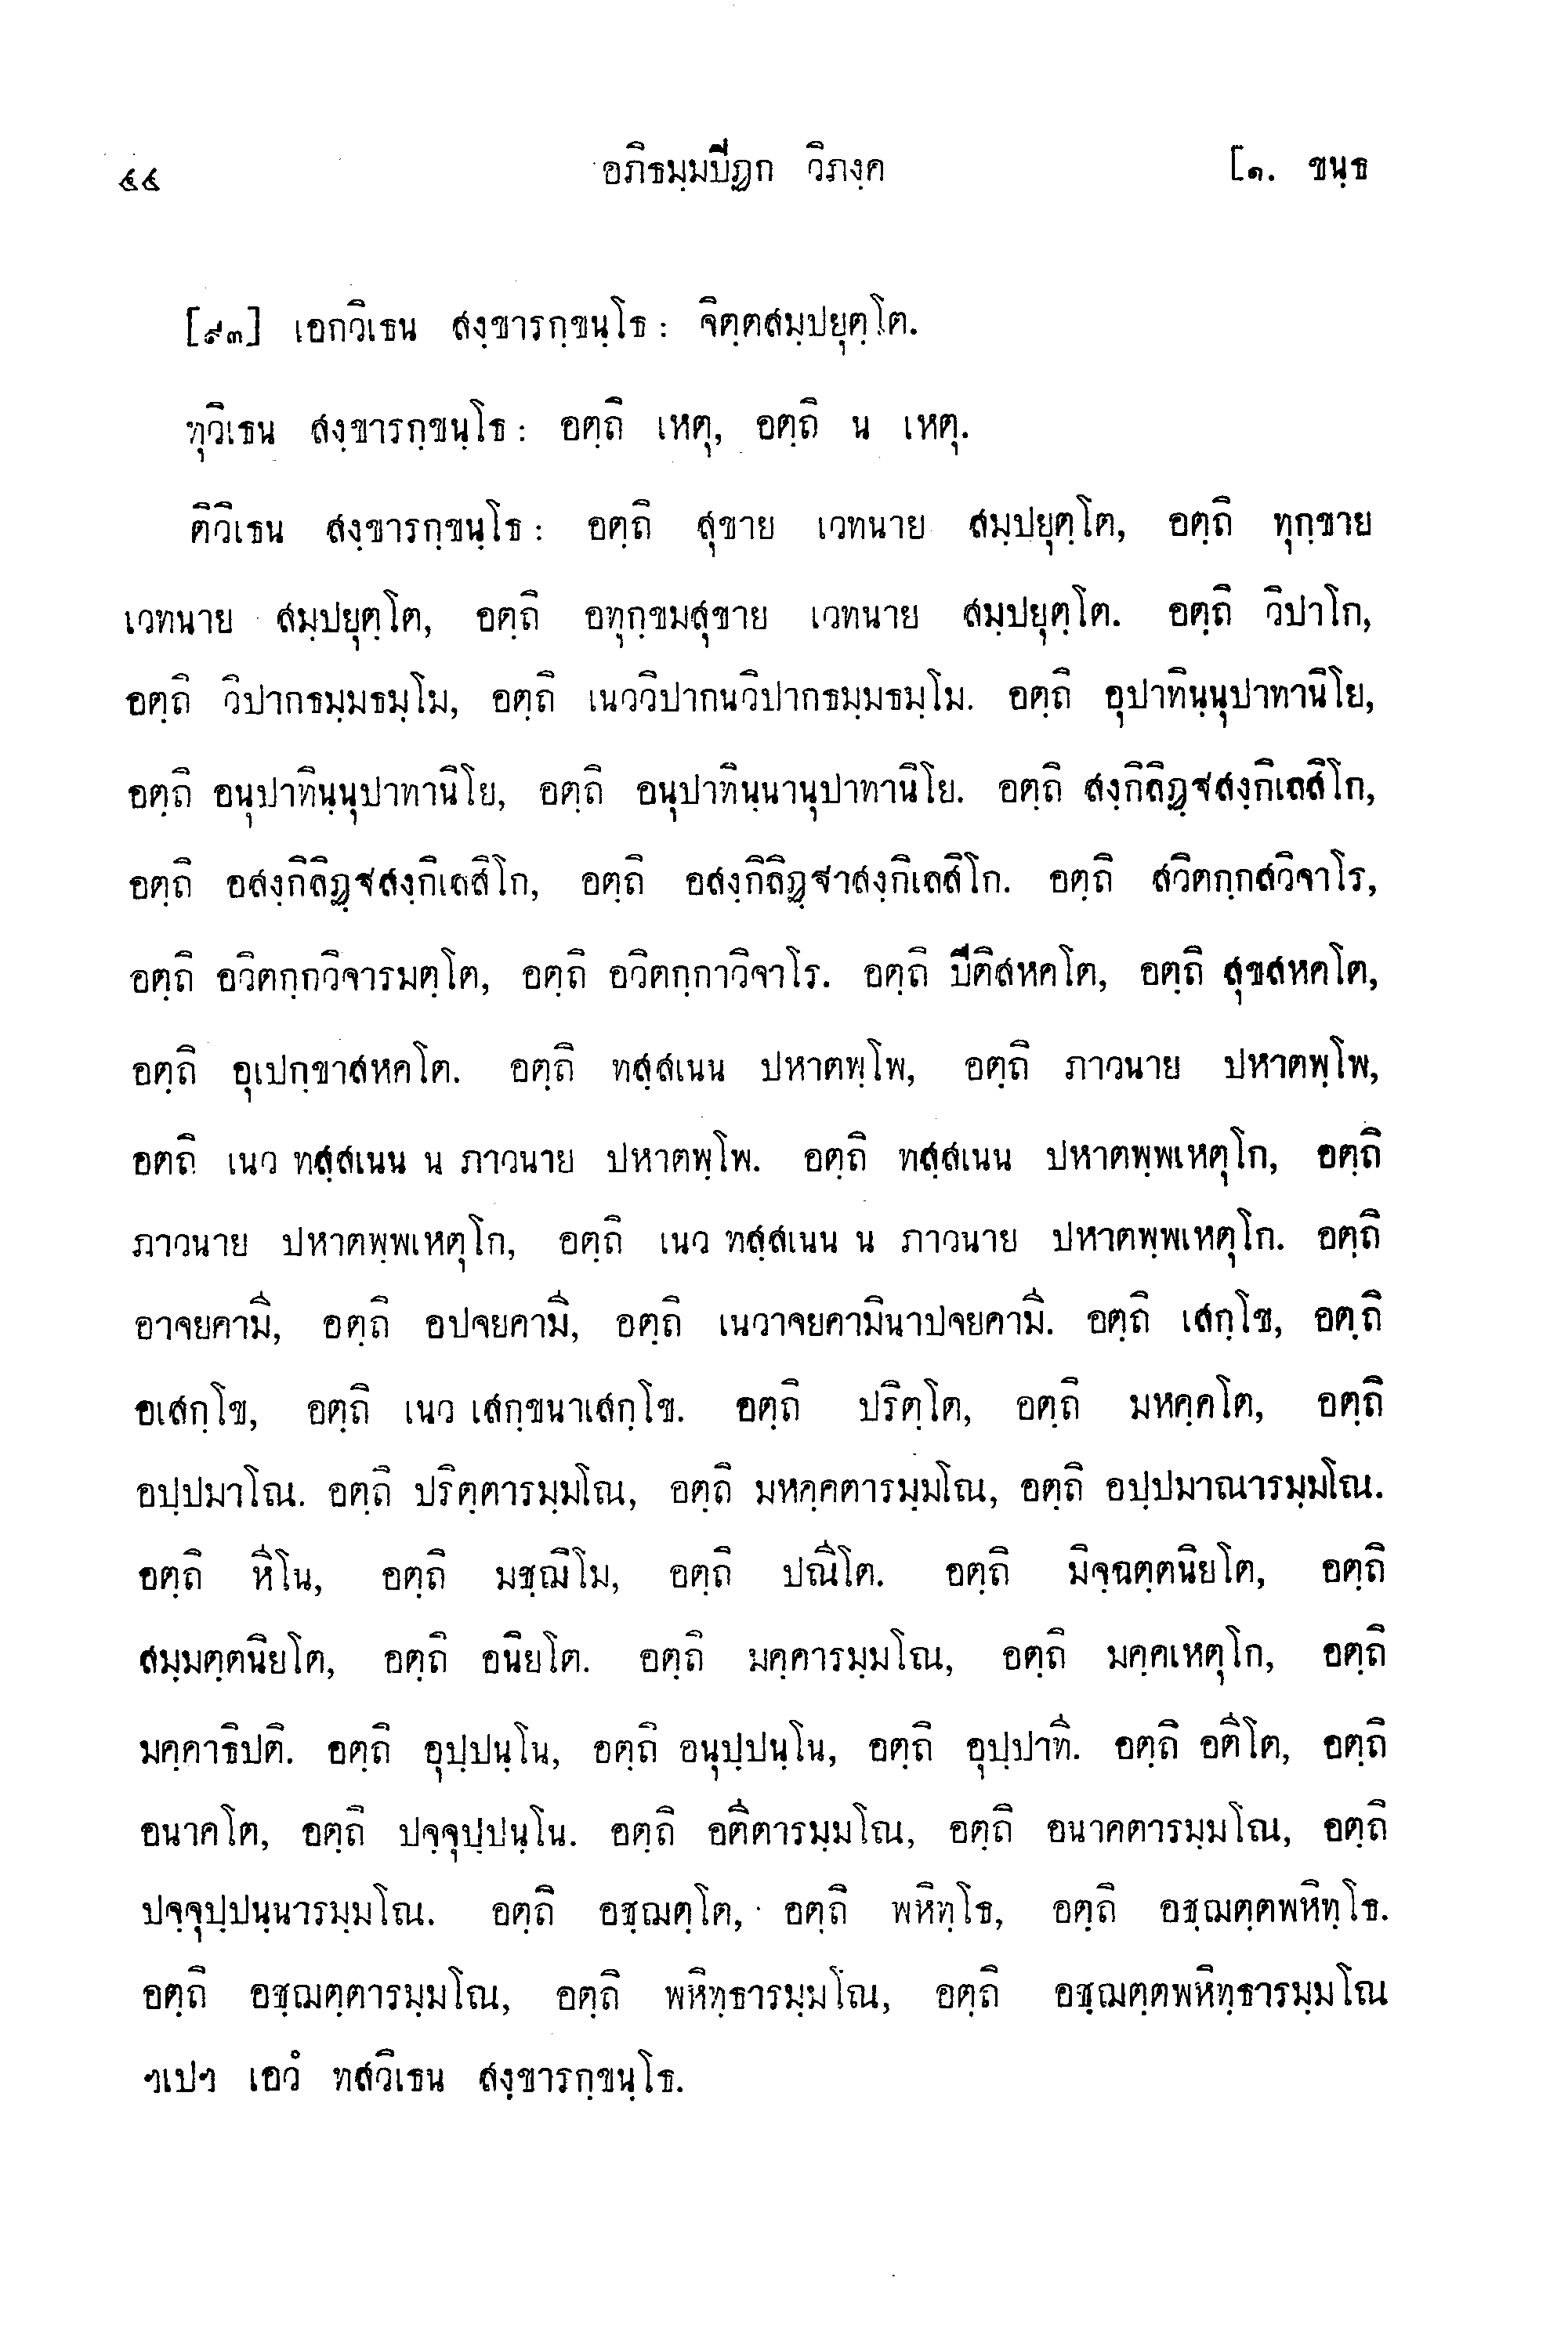 ๕๔ อภิธมฺมปิฏก วิภงฺค [๑. ขนฺธ
[๙๓] เอกวิเธน สงฺขารกฺขนฺโธ : จิตฺตสมฺปยุตฺโต.
ทุวิเธน สงฺขารกฺขนฺโธ : อตฺถิ เหตุ, อตฺถิ น เหตุ.
ติวิเธน สงฺขารกฺขนฺโธ : อตฺถิ สุขาย เวทนาย สมฺปยุตฺโต, อตฺถิ ทุกฺขาย
เวทนาย สมฺปยุตฺโต, อตฺถิ อทุกฺขมสุขาย เวทนาย สมฺปยุตฺโต. อตฺถิ วิปาโก,
อตฺถิ วิปากธมฺมธมฺโม, อตฺถิ เนววิปากนวิปากธมฺมธมฺโม. อตฺถิ อุปาทินฺนุปาทานิโย,
อตฺถิ อนุปาทินฺนุปาทานิโย, อตฺถิ อนุปาทินฺนานุปาทานิโย. อตฺถิ สงฺกิลิฏฺฐสงฺกิเลสิโก,
อตฺถิ อสงฺกิลิฏฺฐสงฺกิเลสิโก, อตฺถิ อสงฺกิลิฏฺฐาสงฺกิเลสิโก. อตฺถิ สวิตกฺกสวิจาโร,
อตฺถิ อวิตกฺกวิจารมตฺโต, อตฺถิ อวิตกฺกาวิจาโร. อตฺถิ ปีติสหคโต, อตฺถิ สุขสหคโต,
อตฺถิ อุเปกฺขาสหคโต. อตฺถิ ทสฺสเนน ปหาตพฺโพ, อตฺถิ ภาวนาย ปหาตพฺโพ,
อตถิ เนว ทสฺสเนน น ภาวนาย ปหาตพฺโพ. อตฺถิ ทสฺสเนน ปหาตพฺพเหตุโก, อตฺถิ
ภาวนาย ปหาตพฺพเหตุโก, อตฺถิ เนว ทสฺสเนน น ภาวนาย ปหาตพฺพเหตุโก. อตฺถิ
อาจยคามี, อตฺถิ อปจยคามี, อตฺถิ เนวาจยคามินาปจยคามี. อตฺถิ เสกฺโข, อตฺถิ
อเสกฺโข, อตฺถิ เนว เสกฺขนาเสกฺโข. อตฺถิ ปริตฺโต, อตฺถิ มหคฺคโต, อตฺถิ
อปฺปมาโณ. อตฺถิ ปริตฺตารมฺมโณ, อตฺถิ มหคฺคตารมฺมโณ, อตฺถิ อปฺปมาณารมฺมโณ.
อตฺถิ หีโน, อตฺถิ มชฺฌิโม, อตฺถิ ปณีโต. อตฺถิ มิจฺฉตฺตนิยโต, อตฺถิ
สมฺมตฺตนิยโต, อตฺถิ อนิยโต. อตฺถิ มคฺคารมฺมโณ, อตฺถิ มคฺคเหตุโก, อตฺถิ
มคฺคาธิปติ. อตฺถิ อุปฺปนฺโน, อตฺถิ อนุปฺปนฺโน, อตฺถิ อุปฺปาที. อตฺถิ อตีโต, อตฺถิ
อนาคโต, อตฺถิ ปจฺจุปฺปนฺโน. อตฺถิ อตีตารมฺมโณ, อตฺถิ อนาคตารมฺมโณ, อตฺถิ
ปจฺจุปฺปนฺนารมฺมโณ. อตฺถิ อชฺฌตฺโต, อตฺถิ พหิทฺโธ, อตฺถิ อชฺฌตฺตพหิทฺโธ.
อตฺถิ อชฺฌตฺตารมฺมโณ, อตฺถิ พหิทฺธารมฺมโณ, อตฺถิ อชฺฌตฺตพหิทฺธารมฺมโณ
ฯเปฯ เอวํ ทสวิเธน สงฺขารกฺขนฺโธ.